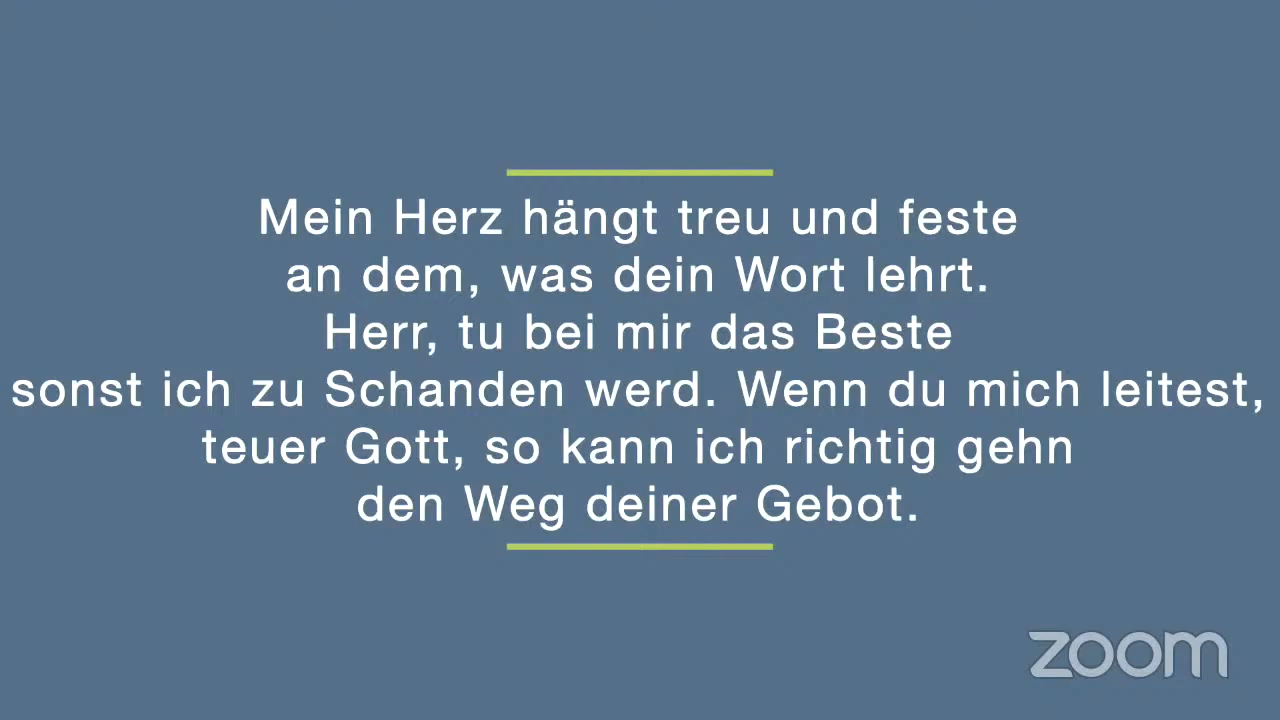 Mein Herz hängt treu und feste
an dem, was dein Wort lehrt.
Herr, tu bei mir das Beste
sonst ich zu Schanden werd. Wenn du mich leitest,
teuer Gott, so kann ich richtig gehn
den Weg deiner Gebot.
zoom